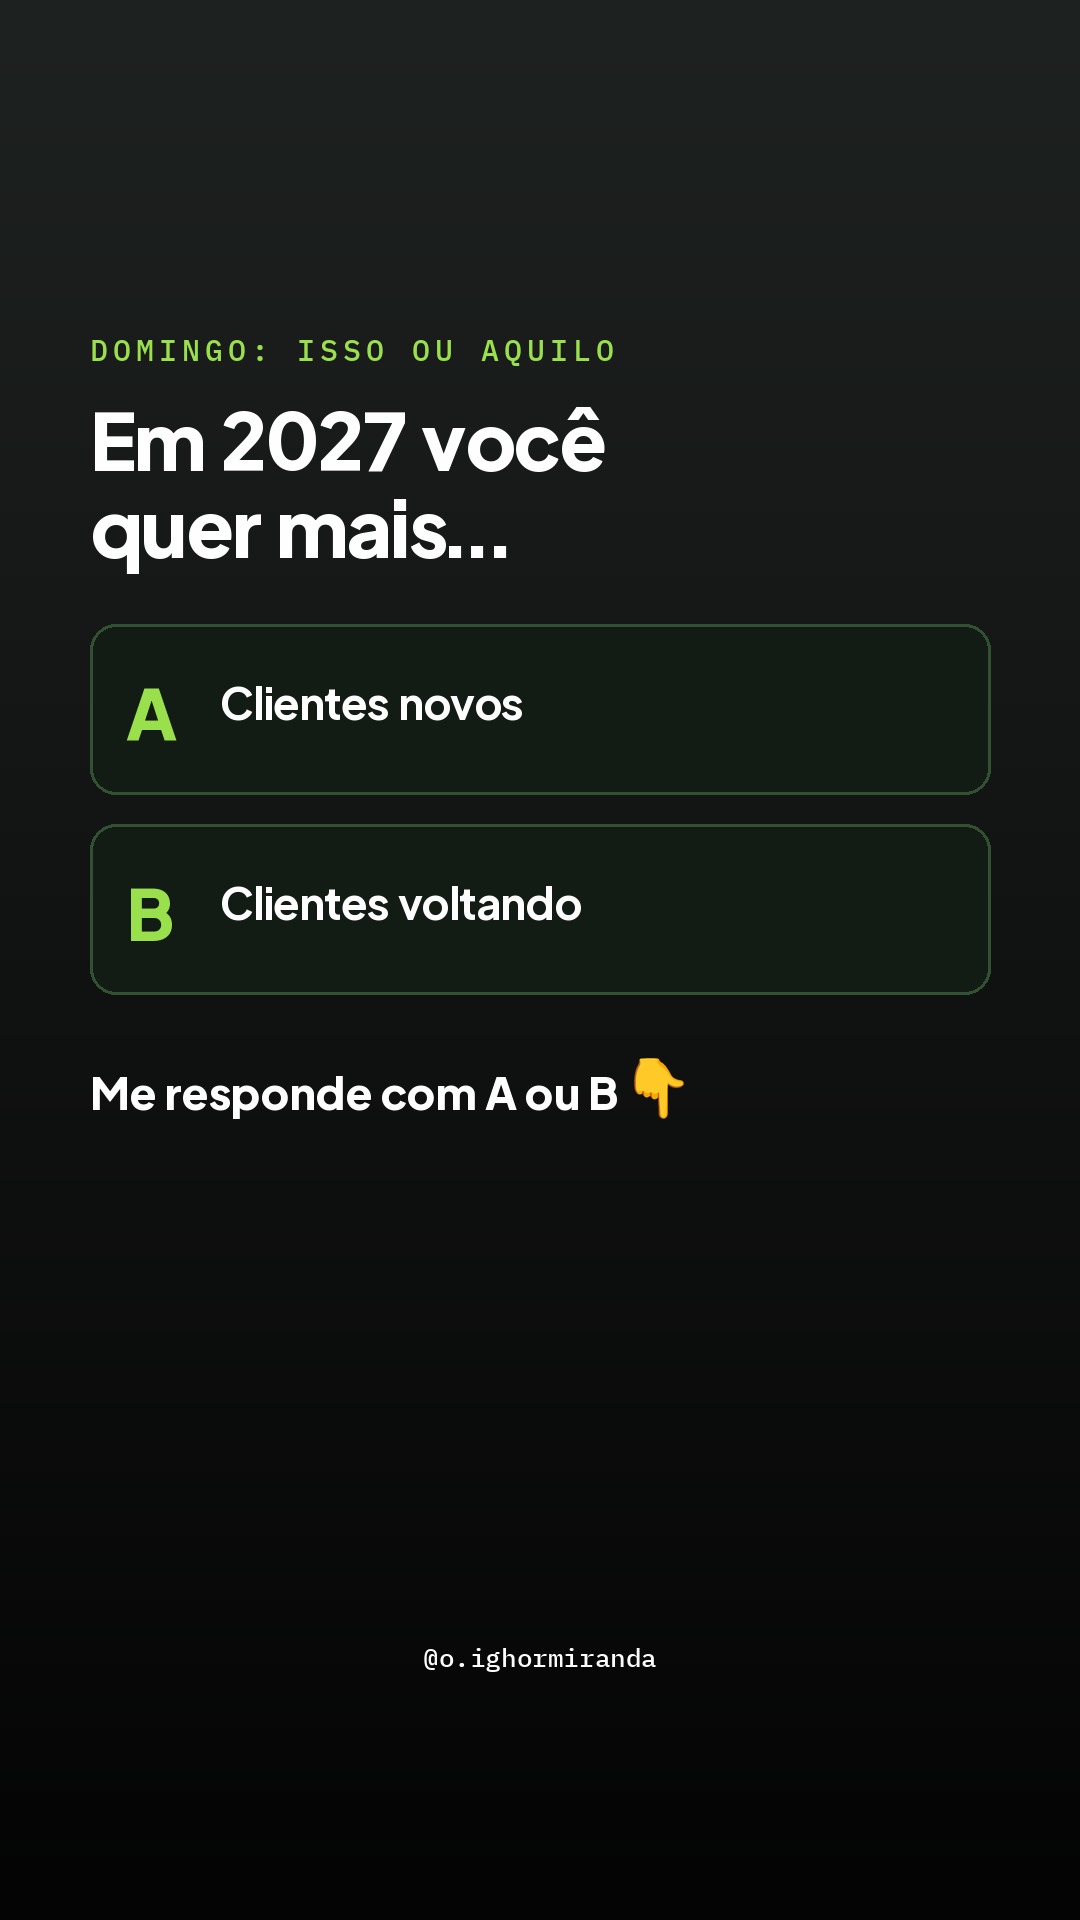 DOMINGO: ISSO OU AQUILO
Em 2027 você
quer mais...
A Clientes novos
B Clientes voltando
Me responde com A ou B 👇
@o.ighormiranda